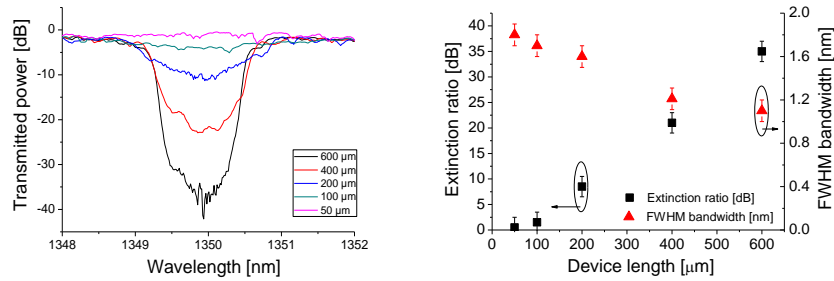 0
-10
-20
-30
-40
Transmitted power [dB]
600 µm
400 µm
200 µm
100 µm
50 µm
1348
1349
1350
1351
1352
Wavelength [nm]
40
35
30
25
20
15
10
5
0
Extinction ratio [dB]
2.0
1.6
1.2
0.8
0.4
0.0
FWHM bandwidth [nm]
Extinction ratio [dB]
FWHM bandwidth [nm]
0
100
200
300
400
500
600
Device length [µm]